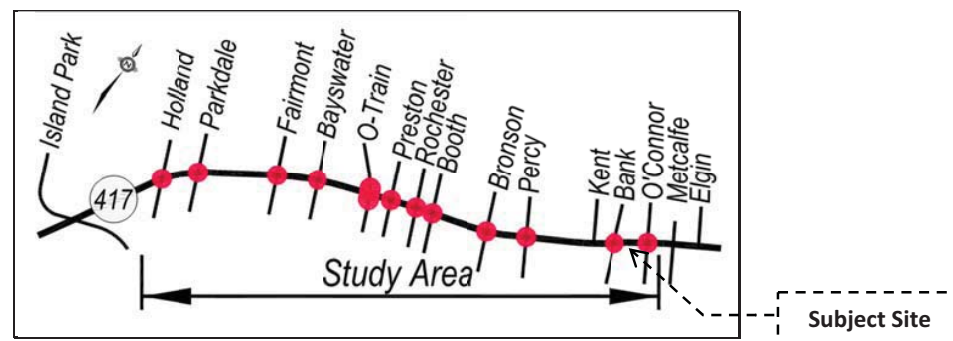 Island Park
417
Holland
Parkdale
Fairmont
Bayswater
O-Train
Preston
Rochester
Booth
Bronson
Percy
Kent
Bank
O'Connor
Metcalfe
Elgin
Study Area
Subject Site